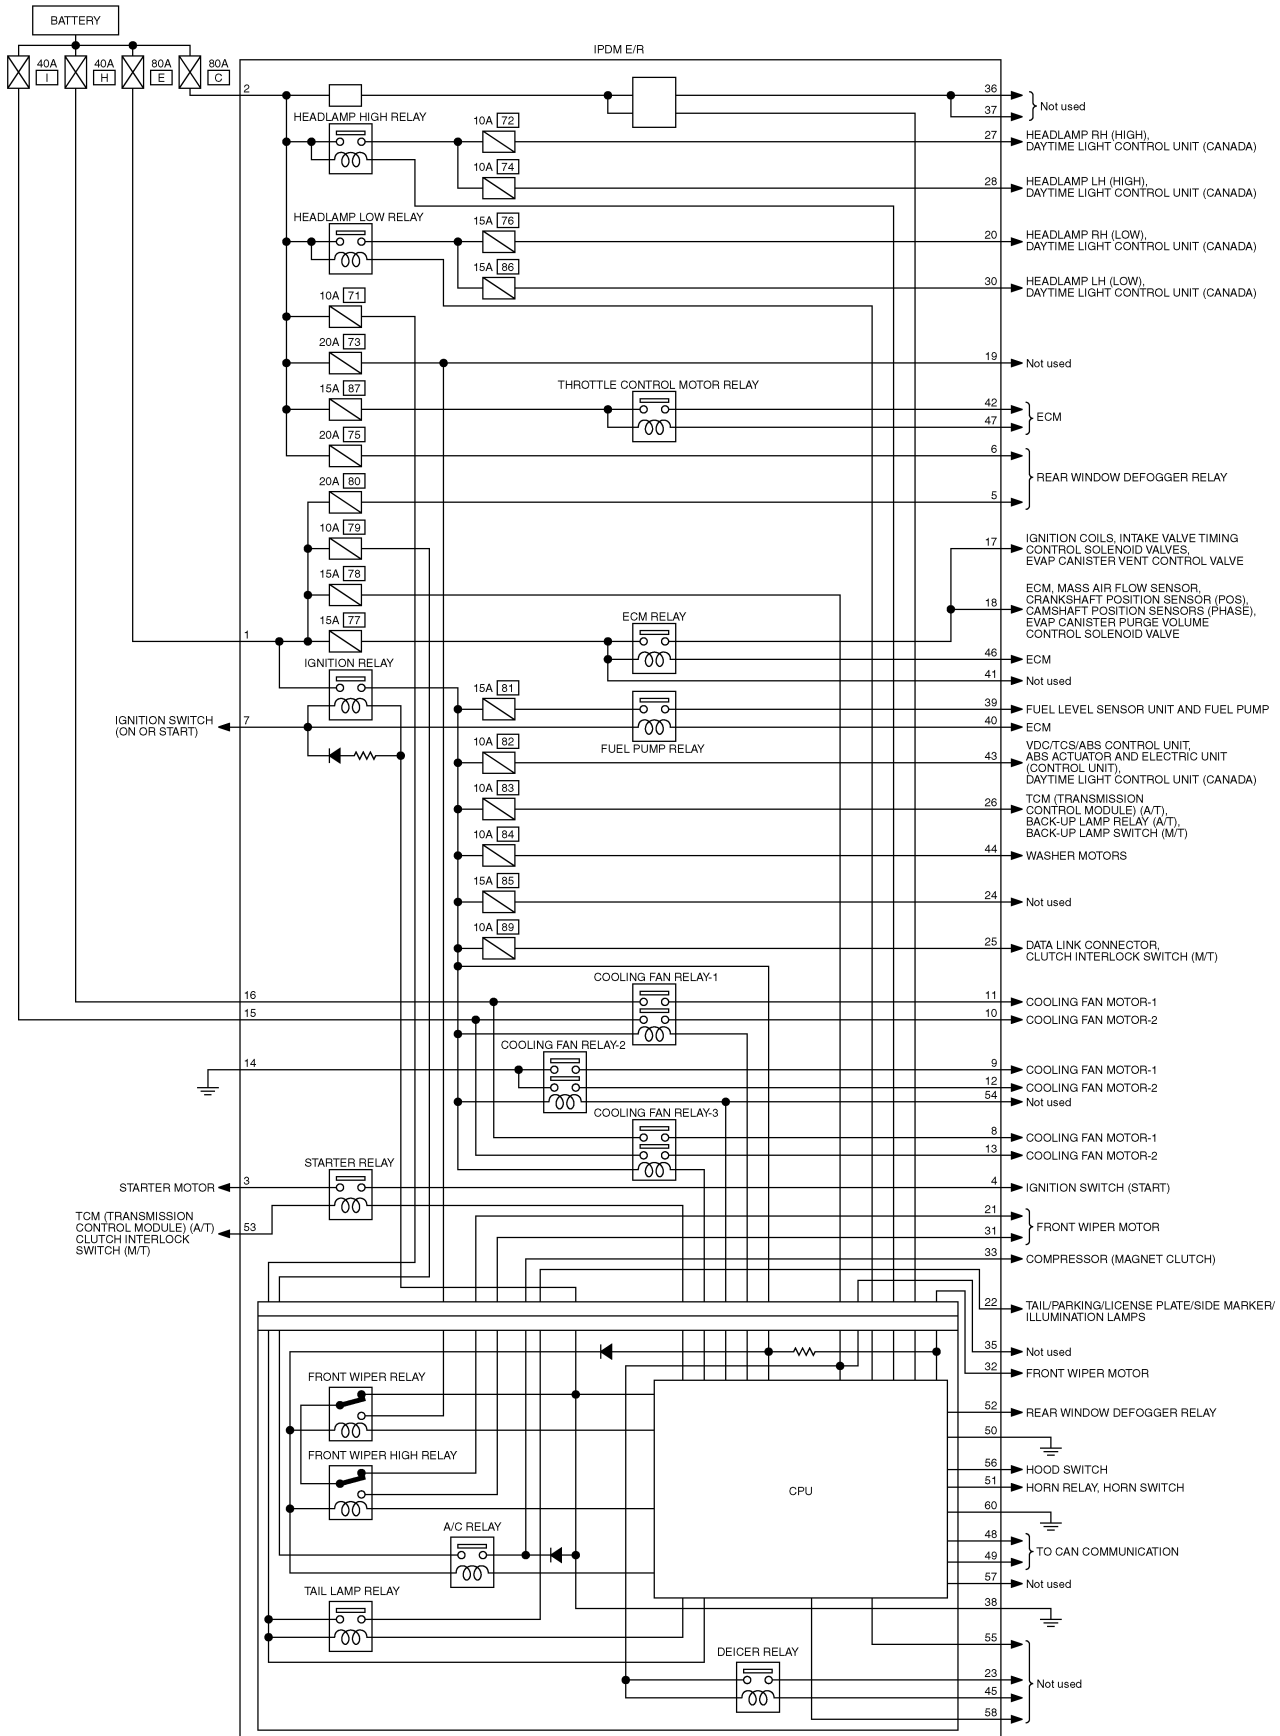 BATTERY
IPDM E/R
40A
I
40A
H
80A
E
80A
C
2
36
37
Not used
HEADLAMP HIGH RELAY
10A 72
27
HEADLAMP RH (HIGH),
DAYTIME LIGHT CONTROL UNIT (CANADA)
10A 74
28
HEADLAMP LH (HIGH),
DAYTIME LIGHT CONTROL UNIT (CANADA)
HEADLAMP LOW RELAY
15A 76
20
HEADLAMP RH (LOW),
DAYTIME LIGHT CONTROL UNIT (CANADA)
15A 86
30
HEADLAMP LH (LOW),
DAYTIME LIGHT CONTROL UNIT (CANADA)
10A 71
20A 73
19
Not used
15A 87
THROTTLE CONTROL MOTOR RELAY
42
47
ECM
20A 75
6
REAR WINDOW DEFOGGER RELAY
20A 80
5
10A 79
17
IGNITION COILS, INTAKE VALVE TIMING
CONTROL SOLENOID VALVES,
EVAP CANISTER VENT CONTROL VALVE
15A 78
18
ECM, MASS AIR FLOW SENSOR,
CRANKSHAFT POSITION SENSOR (POS),
CAMSHAFT POSITION SENSORS (PHASE),
EVAP CANISTER PURGE VOLUME
CONTROL SOLENOID VALVE
15A 77
ECM RELAY
1
46
ECM
IGNITION RELAY
41
Not used
15A 81
39
FUEL LEVEL SENSOR UNIT AND FUEL PUMP
IGNITION SWITCH
(ON OR START)
7
40
ECM
FUEL PUMP RELAY
10A 82
43
VDC/TCS/ABS CONTROL UNIT,
ABS ACTUATOR AND ELECTRIC UNIT
(CONTROL UNIT),
DAYTIME LIGHT CONTROL UNIT (CANADA)
10A 83
26
TCM (TRANSMISSION
CONTROL MODULE) (A/T),
BACK-UP LAMP RELAY (A/T),
BACK-UP LAMP SWITCH (M/T)
10A 84
44
WASHER MOTORS
15A 85
24
Not used
10A 89
25
DATA LINK CONNECTOR,
CLUTCH INTERLOCK SWITCH (M/T)
COOLING FAN RELAY-1
16
11
COOLING FAN MOTOR-1
15
10
COOLING FAN MOTOR-2
COOLING FAN RELAY-2
14
9
COOLING FAN MOTOR-1
12
COOLING FAN MOTOR-2
54
Not used
COOLING FAN RELAY-3
8
COOLING FAN MOTOR-1
13
COOLING FAN MOTOR-2
STARTER RELAY
STARTER MOTOR
3
4
IGNITION SWITCH (START)
TCM (TRANSMISSION
CONTROL MODULE) (A/T)
CLUTCH INTERLOCK
SWITCH (M/T)
53
21
31
FRONT WIPER MOTOR
33
COMPRESSOR (MAGNET CLUTCH)
22
TAIL/PARKING/LICENSE PLATE/SIDE MARKER/
ILLUMINATION LAMPS
35
Not used
32
FRONT WIPER MOTOR
FRONT WIPER RELAY
52
REAR WINDOW DEFOGGER RELAY
50
FRONT WIPER HIGH RELAY
56
HOOD SWITCH
51
HORN RELAY, HORN SWITCH
CPU
60
A/C RELAY
48
49
TO CAN COMMUNICATION
57
Not used
TAIL LAMP RELAY
38
55
DEICER RELAY
23
45
58
Not used